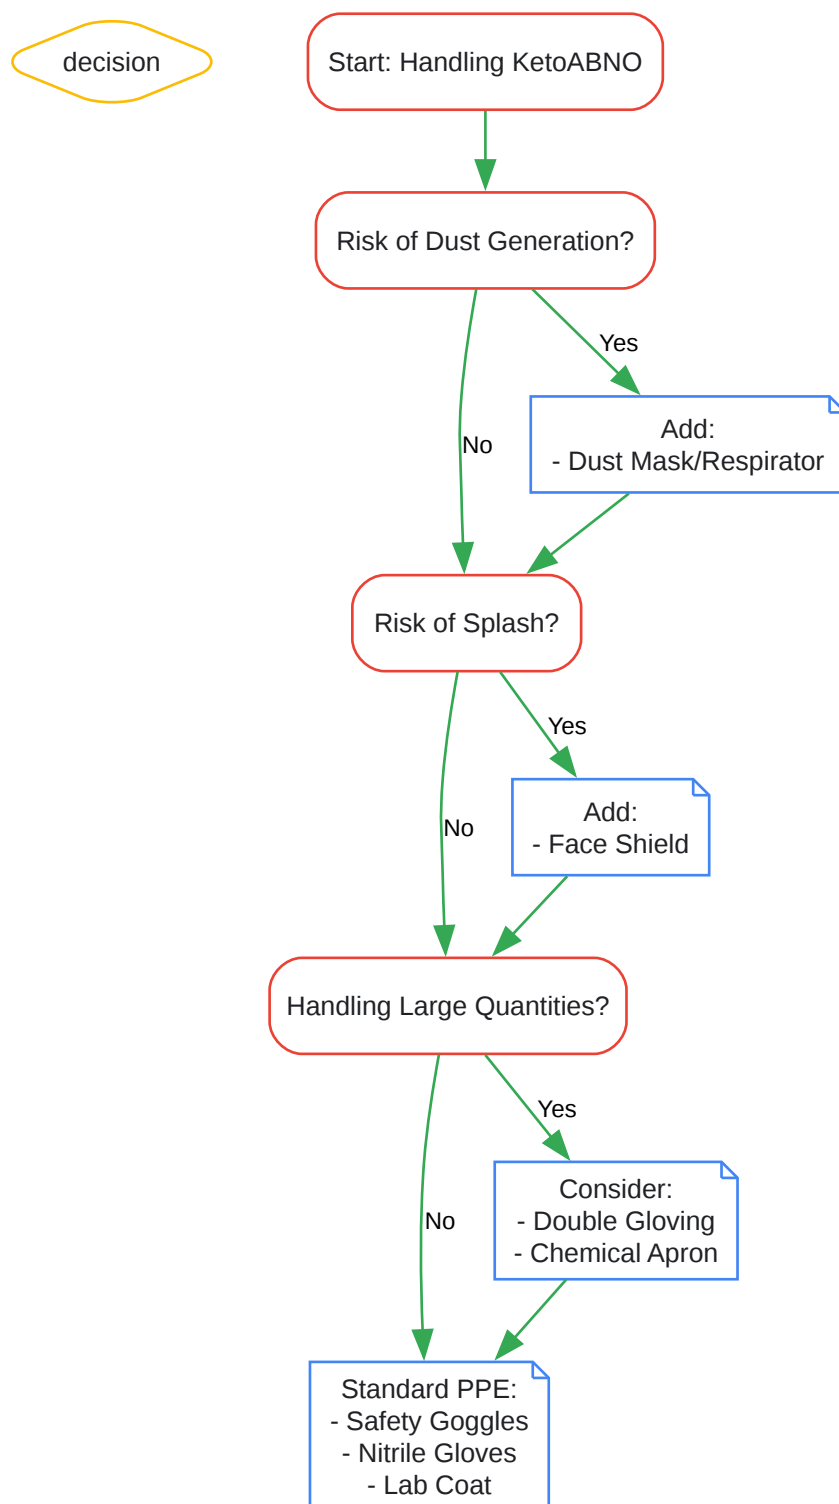 decision
Start: Handling KetoABNO
Risk of Dust Generation?
Yes
Add:
- Dust Mask/Respirator
No
Risk of Splash?
Yes
Add:
- Face Shield
No
Handling Large Quantities?
Yes
Consider:
- Double Gloving
- Chemical Apron
No
Standard PPE:
- Safety Goggles
- Nitrile Gloves
- Lab Coat